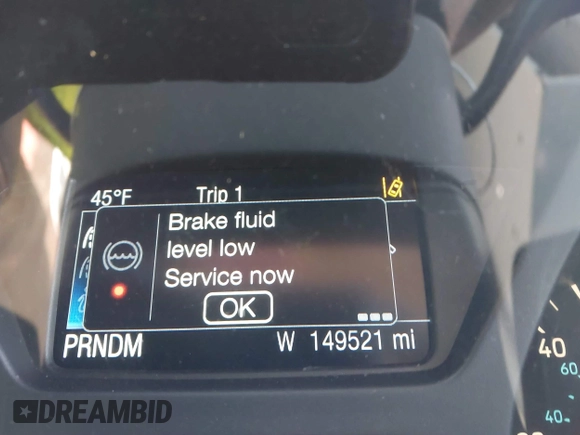 45°F Trip 1
Brake fluid
level low
Service now
OK
PRNDM W 149521 mi
40
60
40
DREAMBID